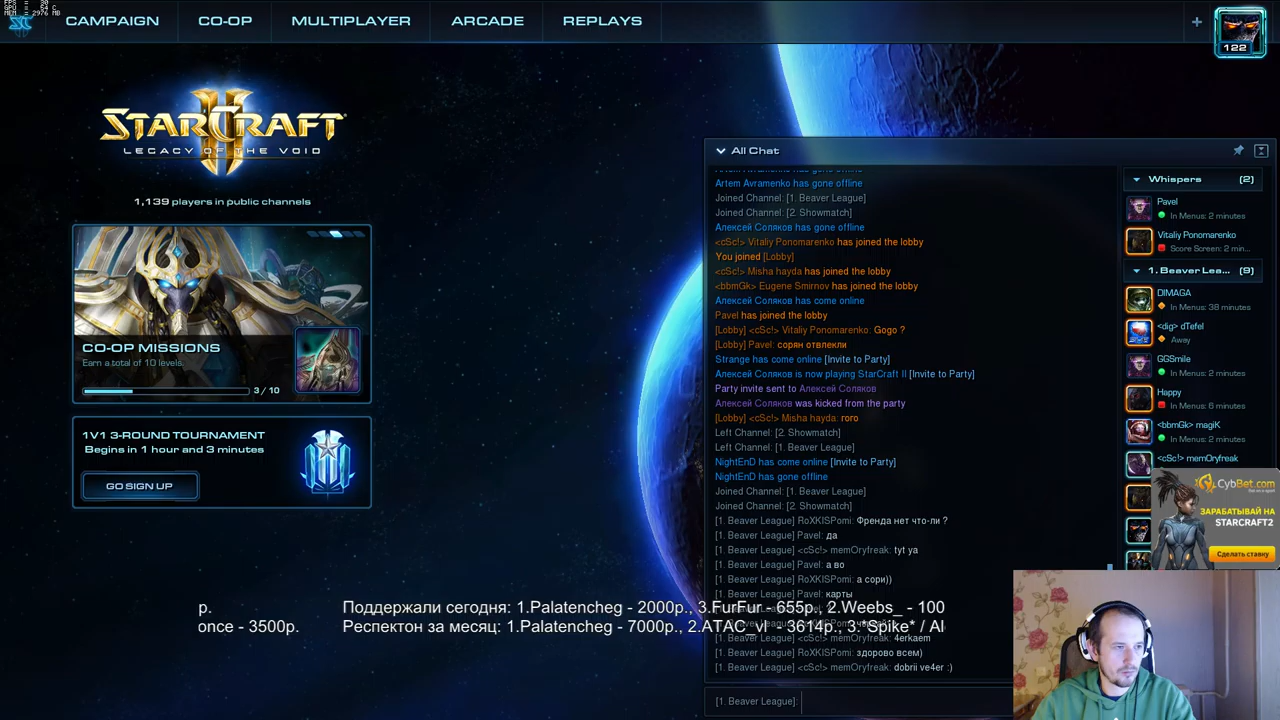 CAMPAIGN
CO-OP
MULTIPLAYER
ARCADE
REPLAYS
+
122
STARCRAFT
II
LEGACY OF THE VOID
1,139 players in public channels
CO-OP MISSIONS
Earn a total of 10 levels.
3 / 10
1V1 3-ROUND TOURNAMENT
Begins in 1 hour and 3 minutes
GO SIGN UP
All Chat
Artem Avramenko has gone offline
Joined Channel: [1. Beaver League]
Joined Channel: [2. Showmatch]
Алексей Соляков has gone offline
<cSc!> Vitaliy Ponomarenko has joined the lobby
You joined [Lobby]
<cSc!> Misha hayda has joined the lobby
<bbmGk> Eugene Smirnov has joined the lobby
Алексей Соляков has come online
Pavel has joined the lobby
[Lobby] <cSc!> Vitaliy Ponomarenko: Gogo ?
[Lobby] Pavel: сорян отвлекли
Strange has come online [Invite to Party]
Алексей Соляков is now playing StarCraft II [Invite to Party]
Party invite sent to Алексей Соляков
Алексей Соляков was kicked from the party
[Lobby] <cSc!> Misha hayda: гого
Left Channel: [2. Showmatch]
Left Channel: [1. Beaver League]
NightEnD has come online [Invite to Party]
NightEnD has gone offline
Joined Channel: [1. Beaver League]
Joined Channel: [2. Showmatch]
[1. Beaver League] RoXKISPomi: Френда нет что-ли ?
[1. Beaver League] Pavel: да
[1. Beaver League] <cSc!> memOryfreak: tyt ya
[1. Beaver League] Pavel: а во
[1. Beaver League] RoXKISPomi: а сори))
[1. Beaver League] Pavel: карты
[1. Beaver League] <cSc!> memOryfreak: 4erkaem
[1. Beaver League] RoXKISPomi: здорово всем)
[1. Beaver League] <cSc!> memOryfreak: dobrii ve4er :)
[1. Beaver League]:
Whispers (2)
Pavel
In Menus: 2 minutes
Vitaliy Ponomarenko
Score Screen: 2 min...
1. Beaver Lea... (9)
DIMAGA
In Menus: 38 minutes
<dig> dTefel
Away
GGSmile
In Menus: 2 minutes
Happy
In Menus: 6 minutes
<bbmGk> magiK
In Menus: 2 minutes
<cSc!> memOryfreak
CybBet.com
ЗАРАБАТЫВАЙ НА
STARCRAFT2
Сделать ставку
р. Поддержали сегодня: 1.Palatencheg - 2000р., 3.FurFur - 655р., 2.Weebs_ - 100
once - 3500р. Респектон за месяц: 1.Palatencheg - 7000р., 2.ATAC_vl - 3614р., 3.*Spike* / Al